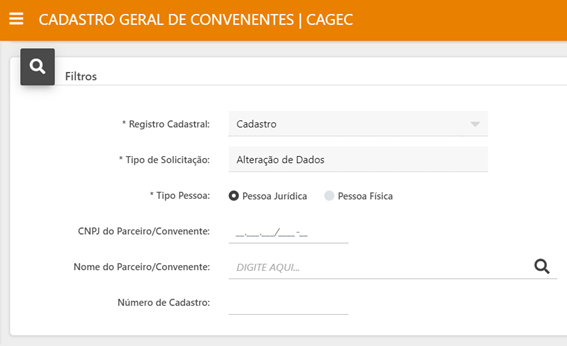 CADASTRO GERAL DE CONVENENTES | CAGEC
Filtros
* Registro Cadastral: Cadastro
* Tipo de Solicitação: Alteração de Dados
* Tipo Pessoa: Pessoa Jurídica Pessoa Física
CNPJ do Parceiro/Convenente: __.___.___/____-__
Nome do Parceiro/Convenente: DIGITE AQUI...
Número de Cadastro: